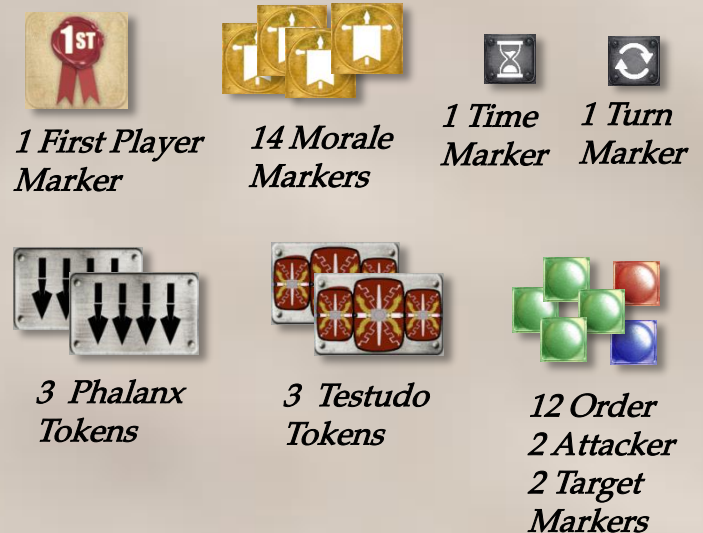 1ST
1 First Player
Marker
14 Morale
Markers
1 Time
Marker
1 Turn
Marker
3 Phalanx
Tokens
3 Testudo
Tokens
12 Order
2 Attacker
2 Target
Markers